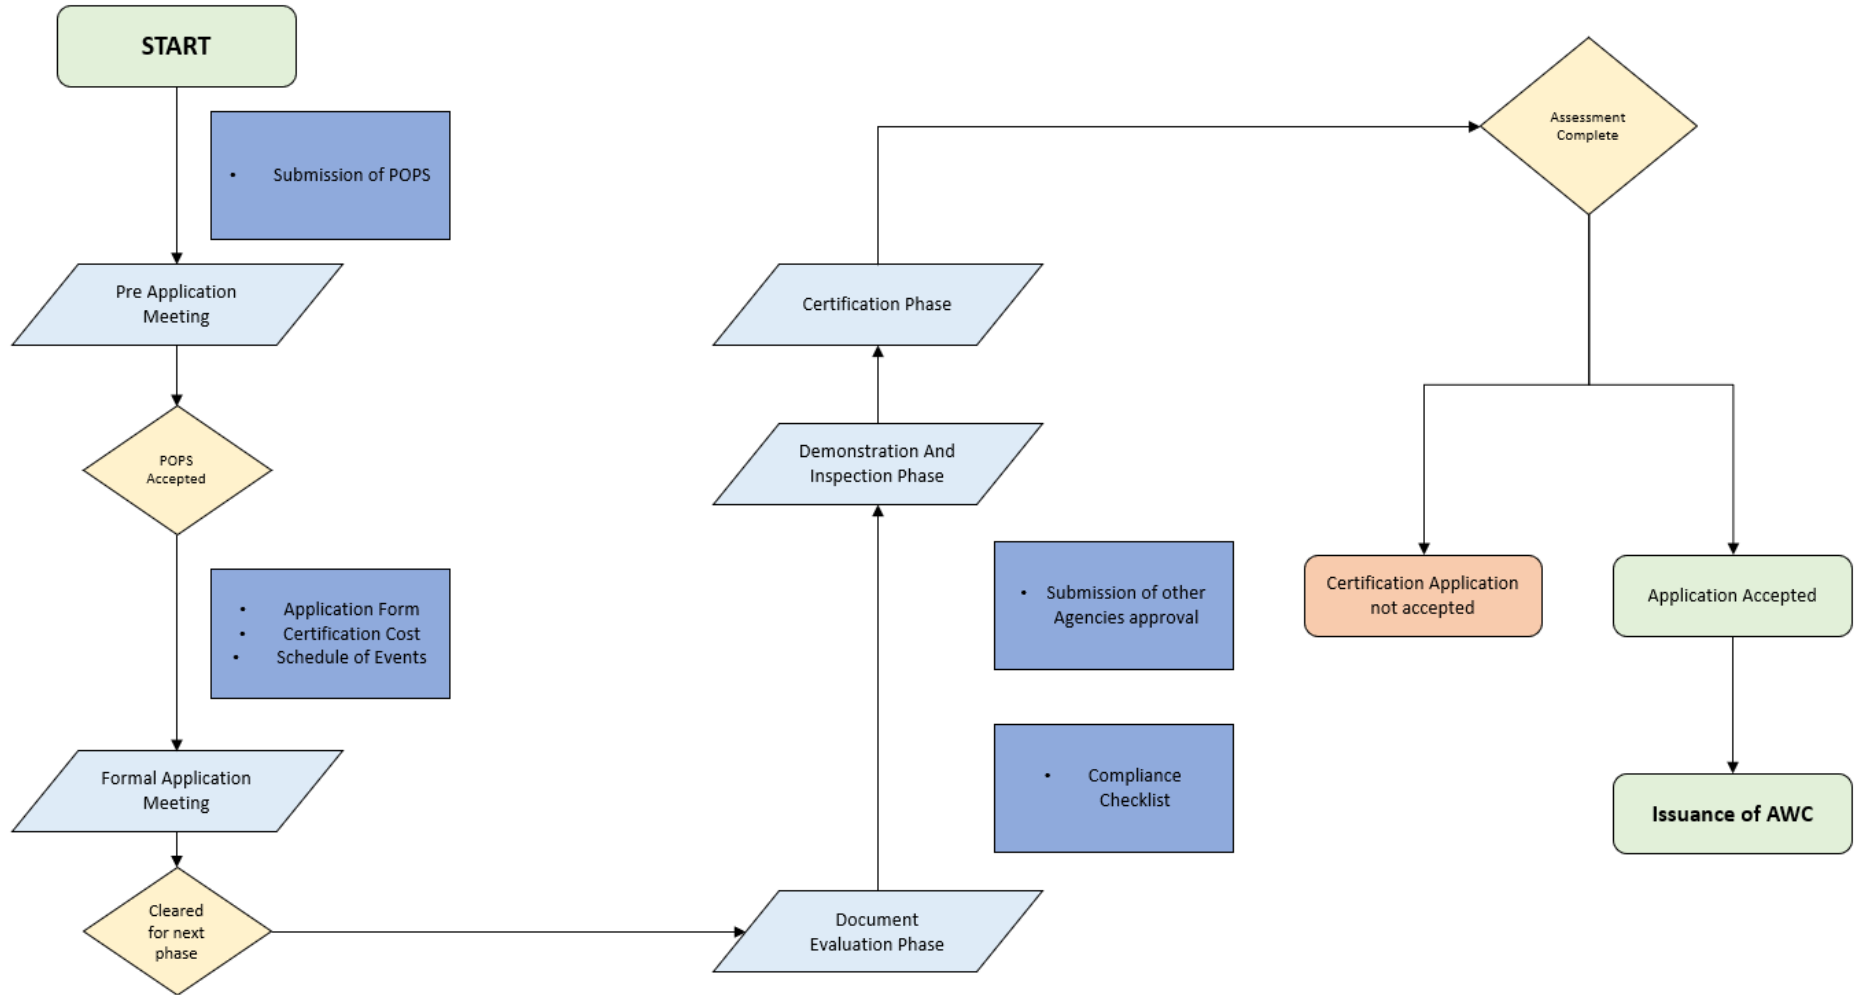 START
• Submission of POPS
Pre Application
Meeting
POPS
Accepted
• Application Form
• Certification Cost
• Schedule of Events
Formal Application
Meeting
Cleared
for next
phase
Document
Evaluation Phase
• Compliance
Checklist
• Submission of other
Agencies approval
Demonstration And
Inspection Phase
Certification Phase
Assessment
Complete
Certification Application
not accepted
Application Accepted
Issuance of AWC